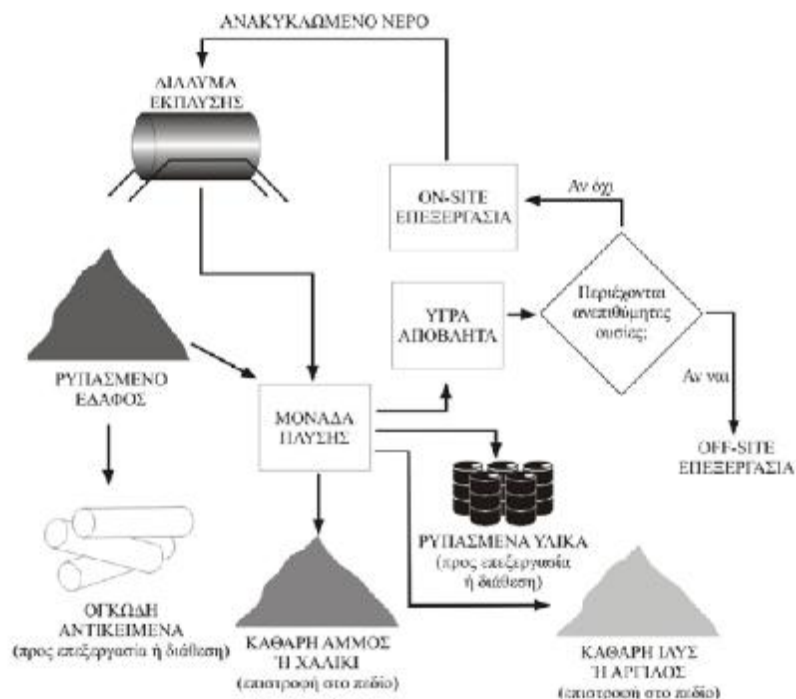 ΑΝΑΚΥΚΛΩΜΕΝΟ ΝΕΡΟ
ΔΙΑΛΥΜΑ
ΕΚΠΛΥΣΗΣ
ON-SITE
ΕΠΕΞΕΡΓΑΣΙΑ
Αν όχι
Περιέχονται
ανεπιθύμητες
ουσίες;
ΥΓΡΑ
ΑΠΟΒΛΗΤΑ
Αν ναι
ΡΥΠΑΣΜΕΝΟ
ΕΔΑΦΟΣ
ΜΟΝΑΔΑ
ΠΛΥΣΗΣ
OFF-SITE
ΕΠΕΞΕΡΓΑΣΙΑ
ΡΥΠΑΣΜΕΝΑ ΥΛΙΚΑ
(προς επεξεργασία
ή διάθεση)
ΟΓΚΩΔΗ
ΑΝΤΙΚΕΙΜΕΝΑ
(προς επεξεργασία ή διάθεση)
ΚΑΘΑΡΗ ΑΜΜΟΣ
Ή ΧΑΛΙΚΙ
(επιστροφή στο πεδίο)
ΚΑΘΑΡΗ ΙΛΥΣ
Ή ΑΡΓΙΛΟΣ
(επιστροφή στο πεδίο)